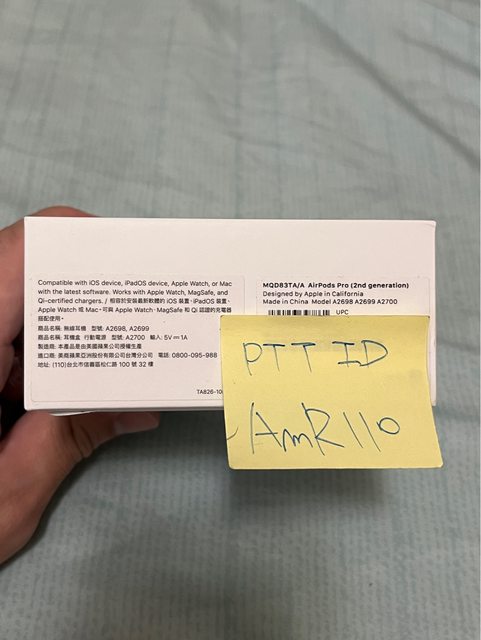 Compatible with iOS device, iPadOS device, Apple Watch, or Mac
with the latest software. Works with Apple Watch, MagSafe, and
Qi-certified chargers. / 相容於安裝最新軟體的 iOS 裝置、iPadOS 裝置、
Apple Watch 或 Mac。可與 Apple Watch、MagSafe 和 Qi 認證的充電器
搭配使用。
商品名稱: 無線耳機 型號: A2698, A2699
商品名稱: 耳機盒 行動電源 型號: A2700 輸入: 5V⎓1A
製造商: 本產品是由美國蘋果公司授權生產
進口商: 美商蘋果亞洲股份有限公司台灣分公司 電話: 0800-095-988
地址: (110)台北市信義區松仁路 100 號 32 樓
TA826-10
MQD83TA/A AirPods Pro (2nd generation)
Designed by Apple in California
Made in China Model A2698 A2699 A2700
UPC
PTT ID
AmR110